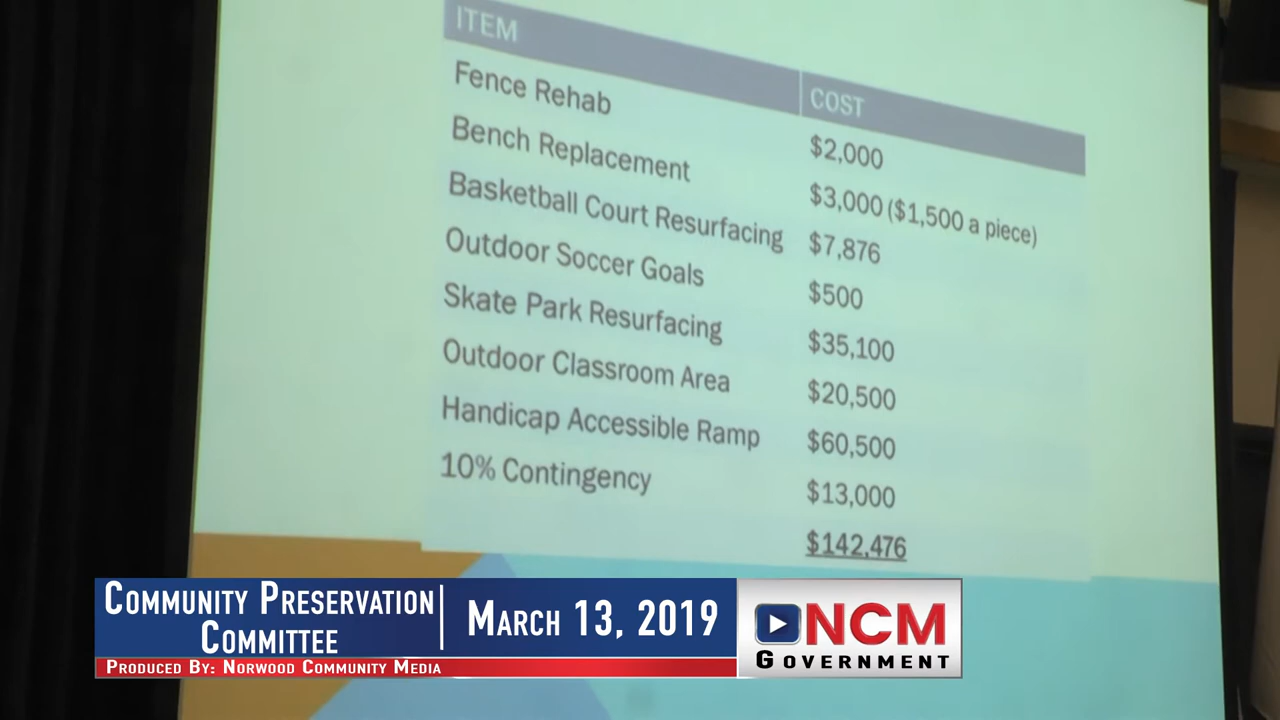 ITEM COST
Fence Rehab $2,000
Bench Replacement $3,000 ($1,500 a piece)
Basketball Court Resurfacing $7,876
Outdoor Soccer Goals $500
Skate Park Resurfacing $35,100
Outdoor Classroom Area $20,500
Handicap Accessible Ramp $60,500
10% Contingency $13,000
$142,476
COMMUNITY PRESERVATION
COMMITTEE
MARCH 13, 2019
PRODUCED BY: NORWOOD COMMUNITY MEDIA
NCM
GOVERNMENT